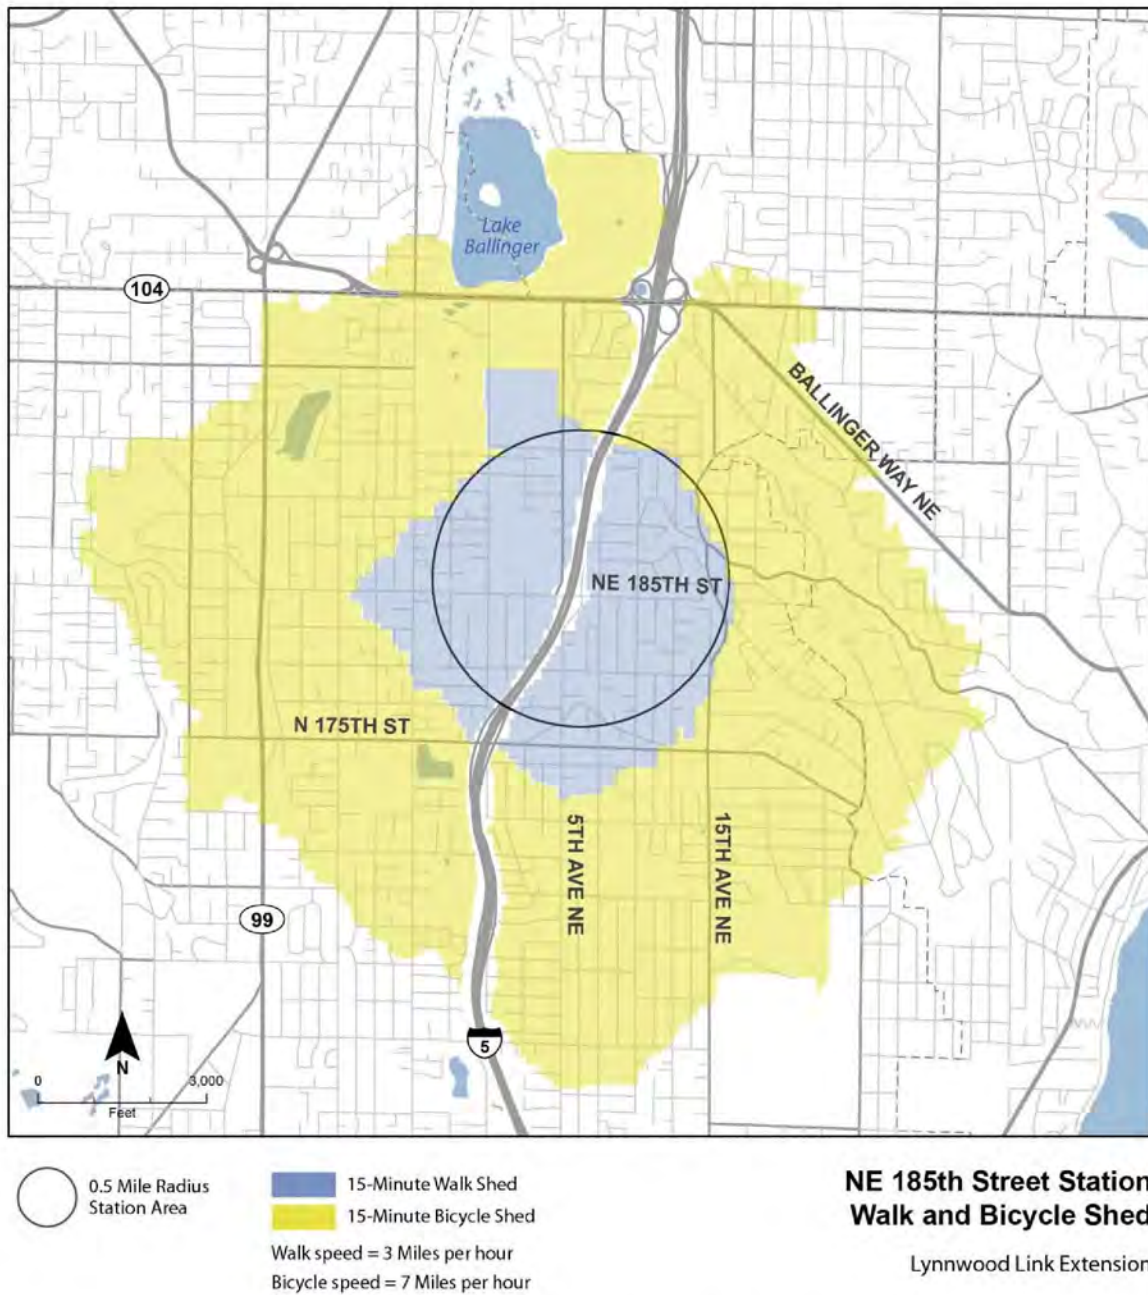 Lake
Ballinger
104
BALLINGER WAY NE
NE 185TH ST
N 175TH ST
5TH AVE NE
15TH AVE NE
99
5
N
0
3,000
Feet
0.5 Mile Radius
Station Area
15-Minute Walk Shed
15-Minute Bicycle Shed
Walk speed = 3 Miles per hour
Bicycle speed = 7 Miles per hour
NE 185th Street Station
Walk and Bicycle Shed
Lynnwood Link Extension